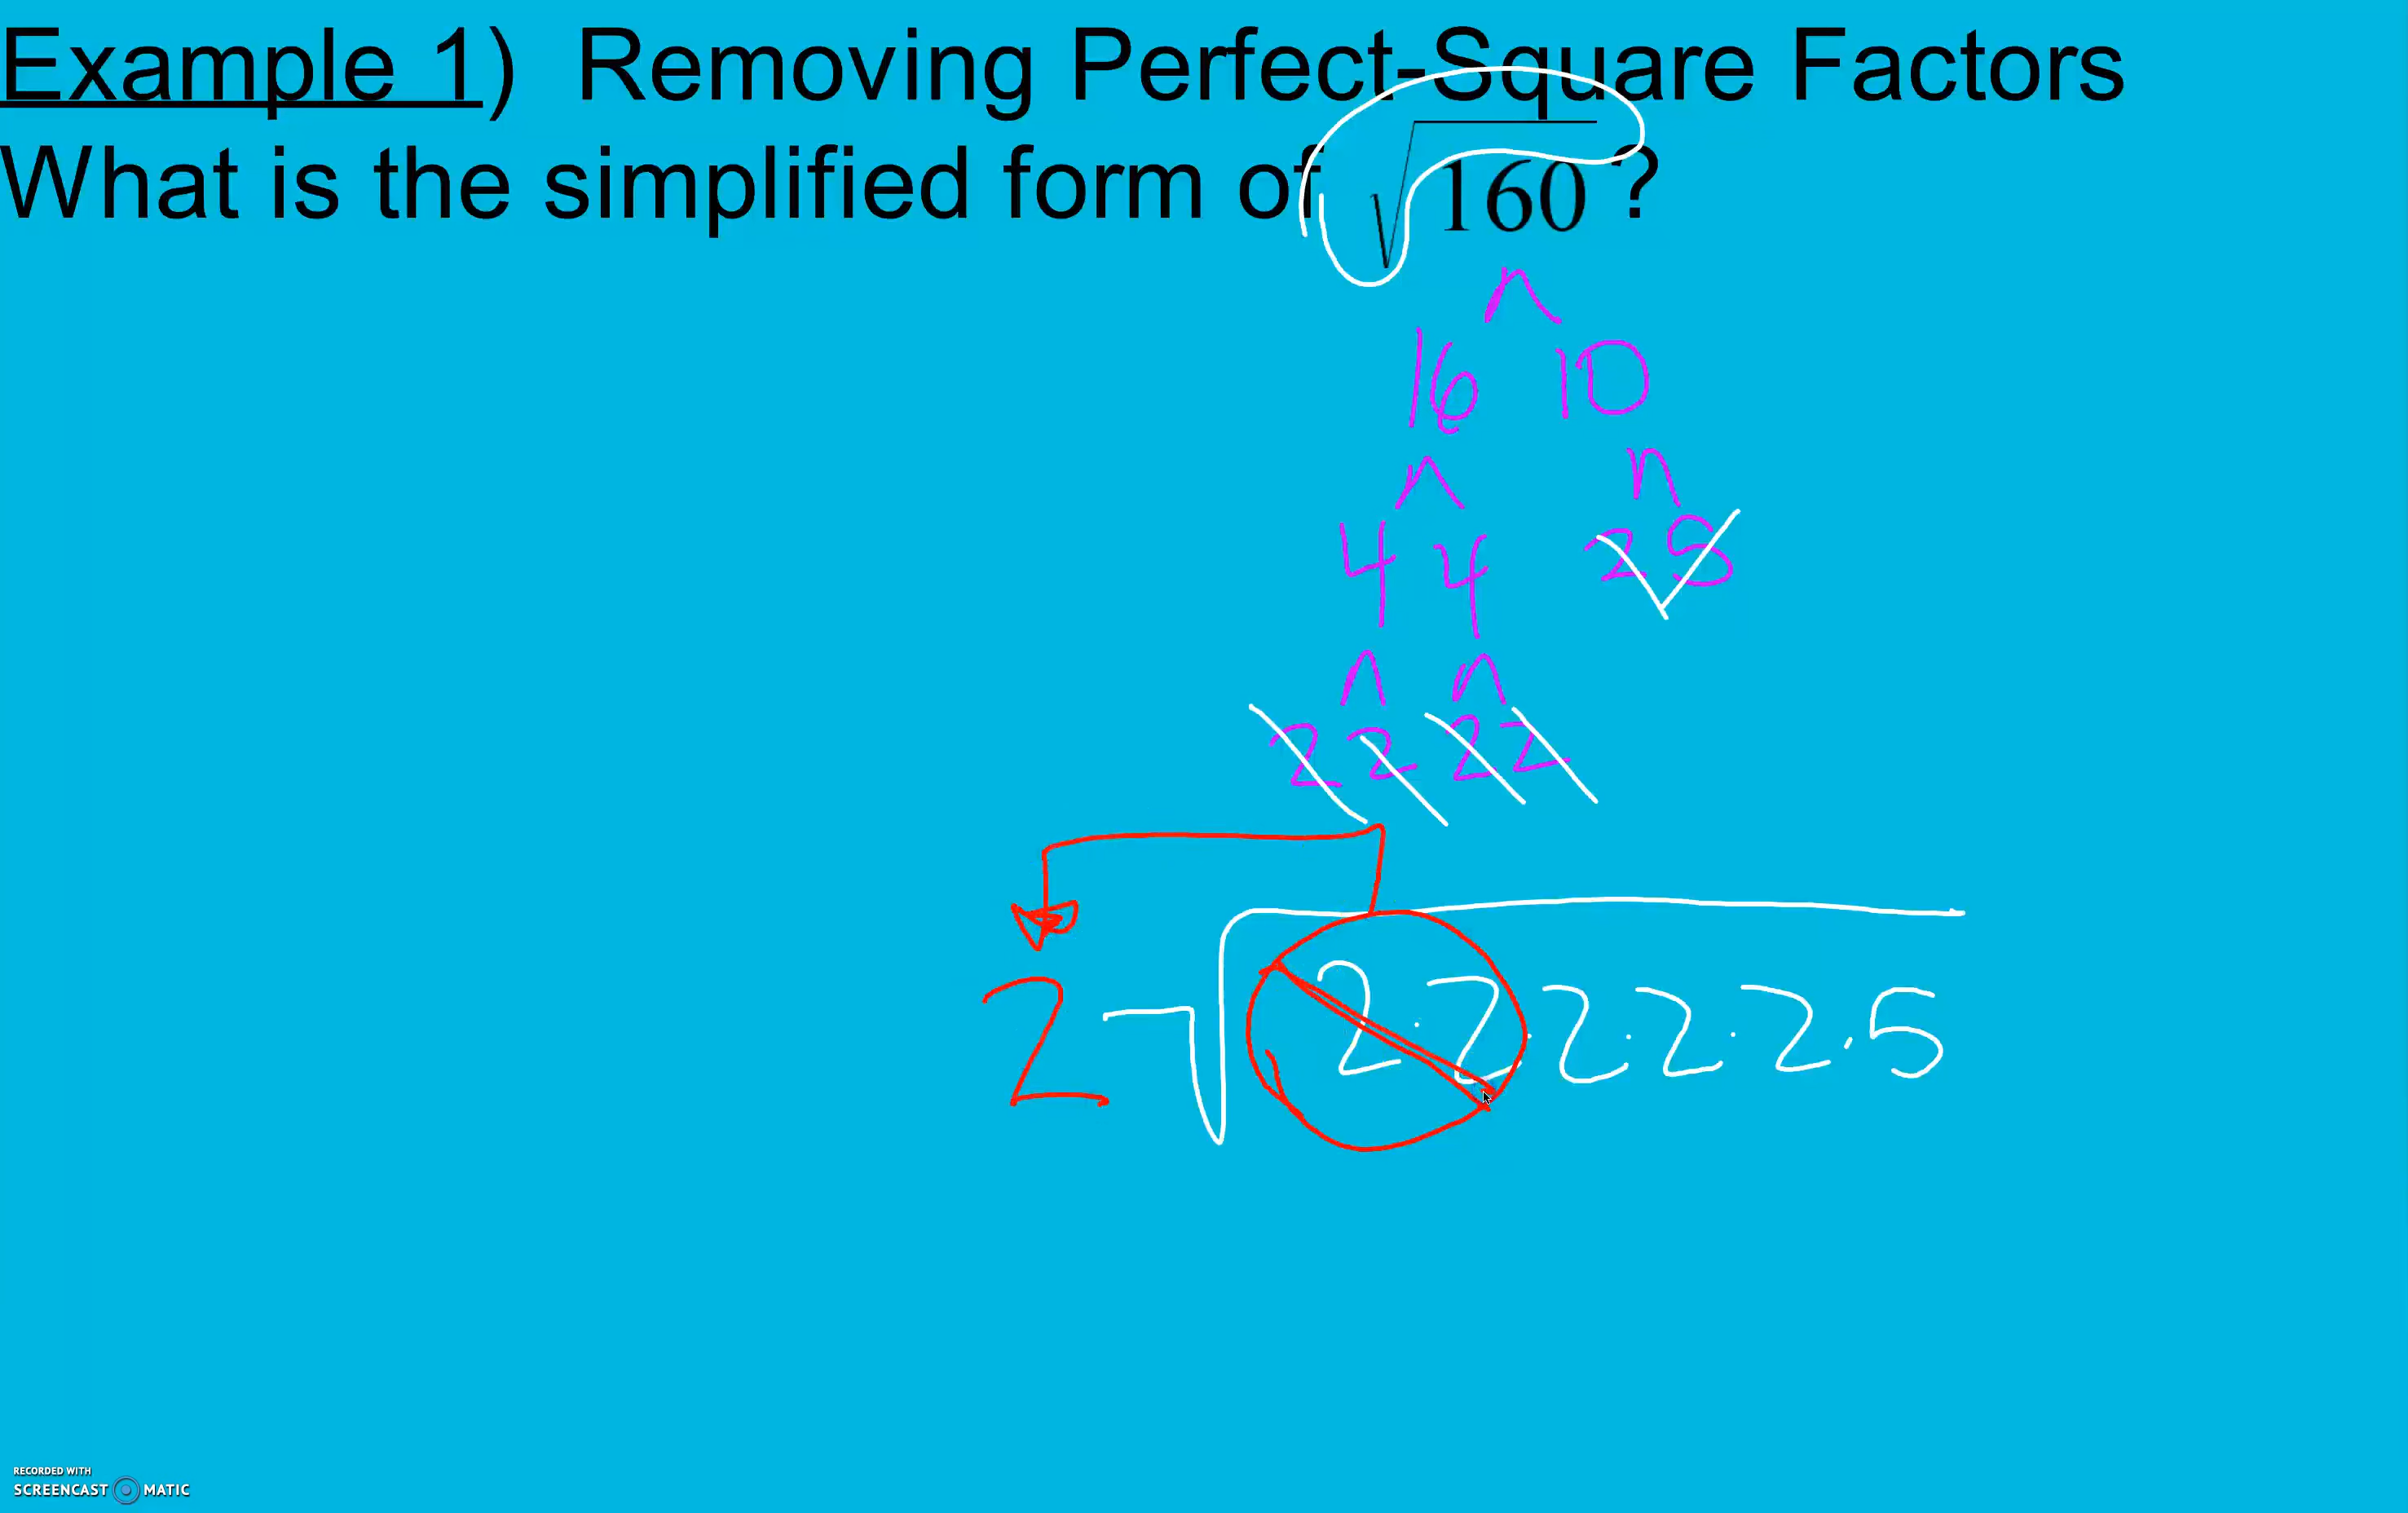 Example 1) Removing Perfect-Square Factors
What is the simplified form of √160 ?
16 10
4 4 2 5
2 2 2 2
2 √2·2·2·2·2·5
RECORDED WITH
SCREENCAST MATIC